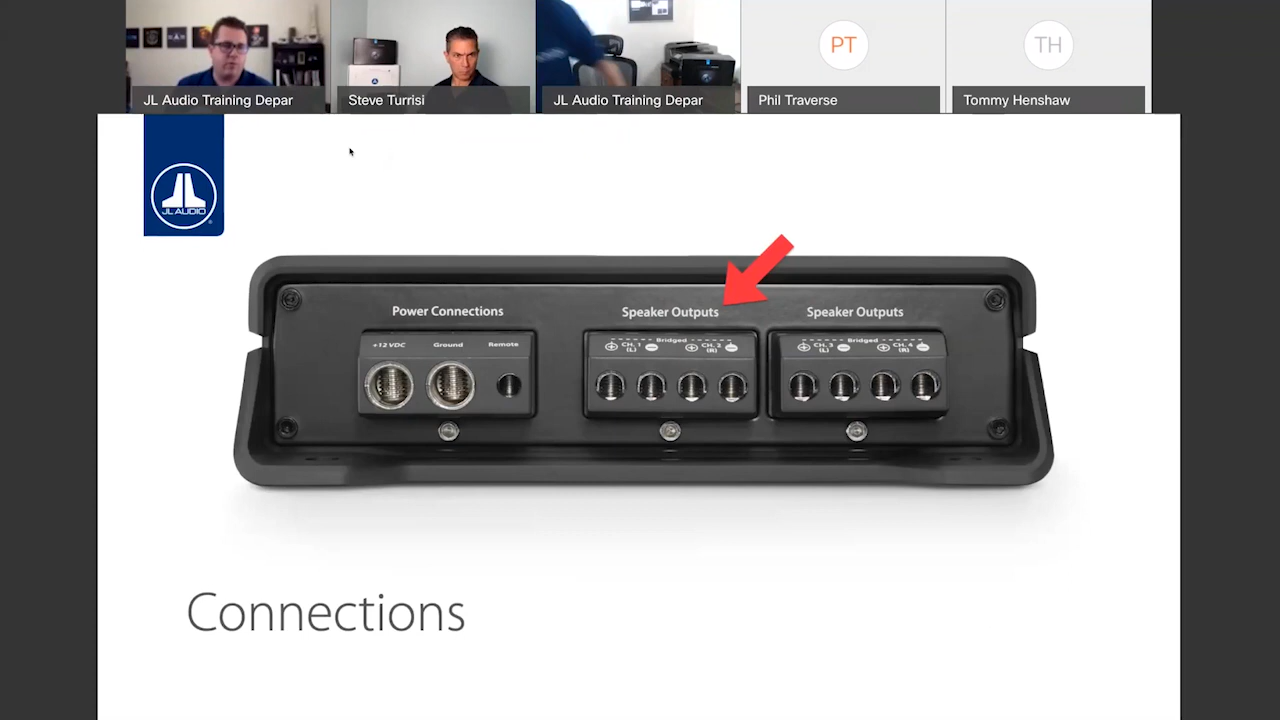 JL Audio Training Depar
Steve Turrisi
JL Audio Training Depar
PT
Phil Traverse
TH
Tommy Henshaw
JL AUDIO
Power Connections
Speaker Outputs
Speaker Outputs
+12 VDC
Ground
Remote
Bridged
CH. 1
(L)
CH. 2
(R)
Bridged
CH. 3
(L)
CH. 4
(R)
Connections